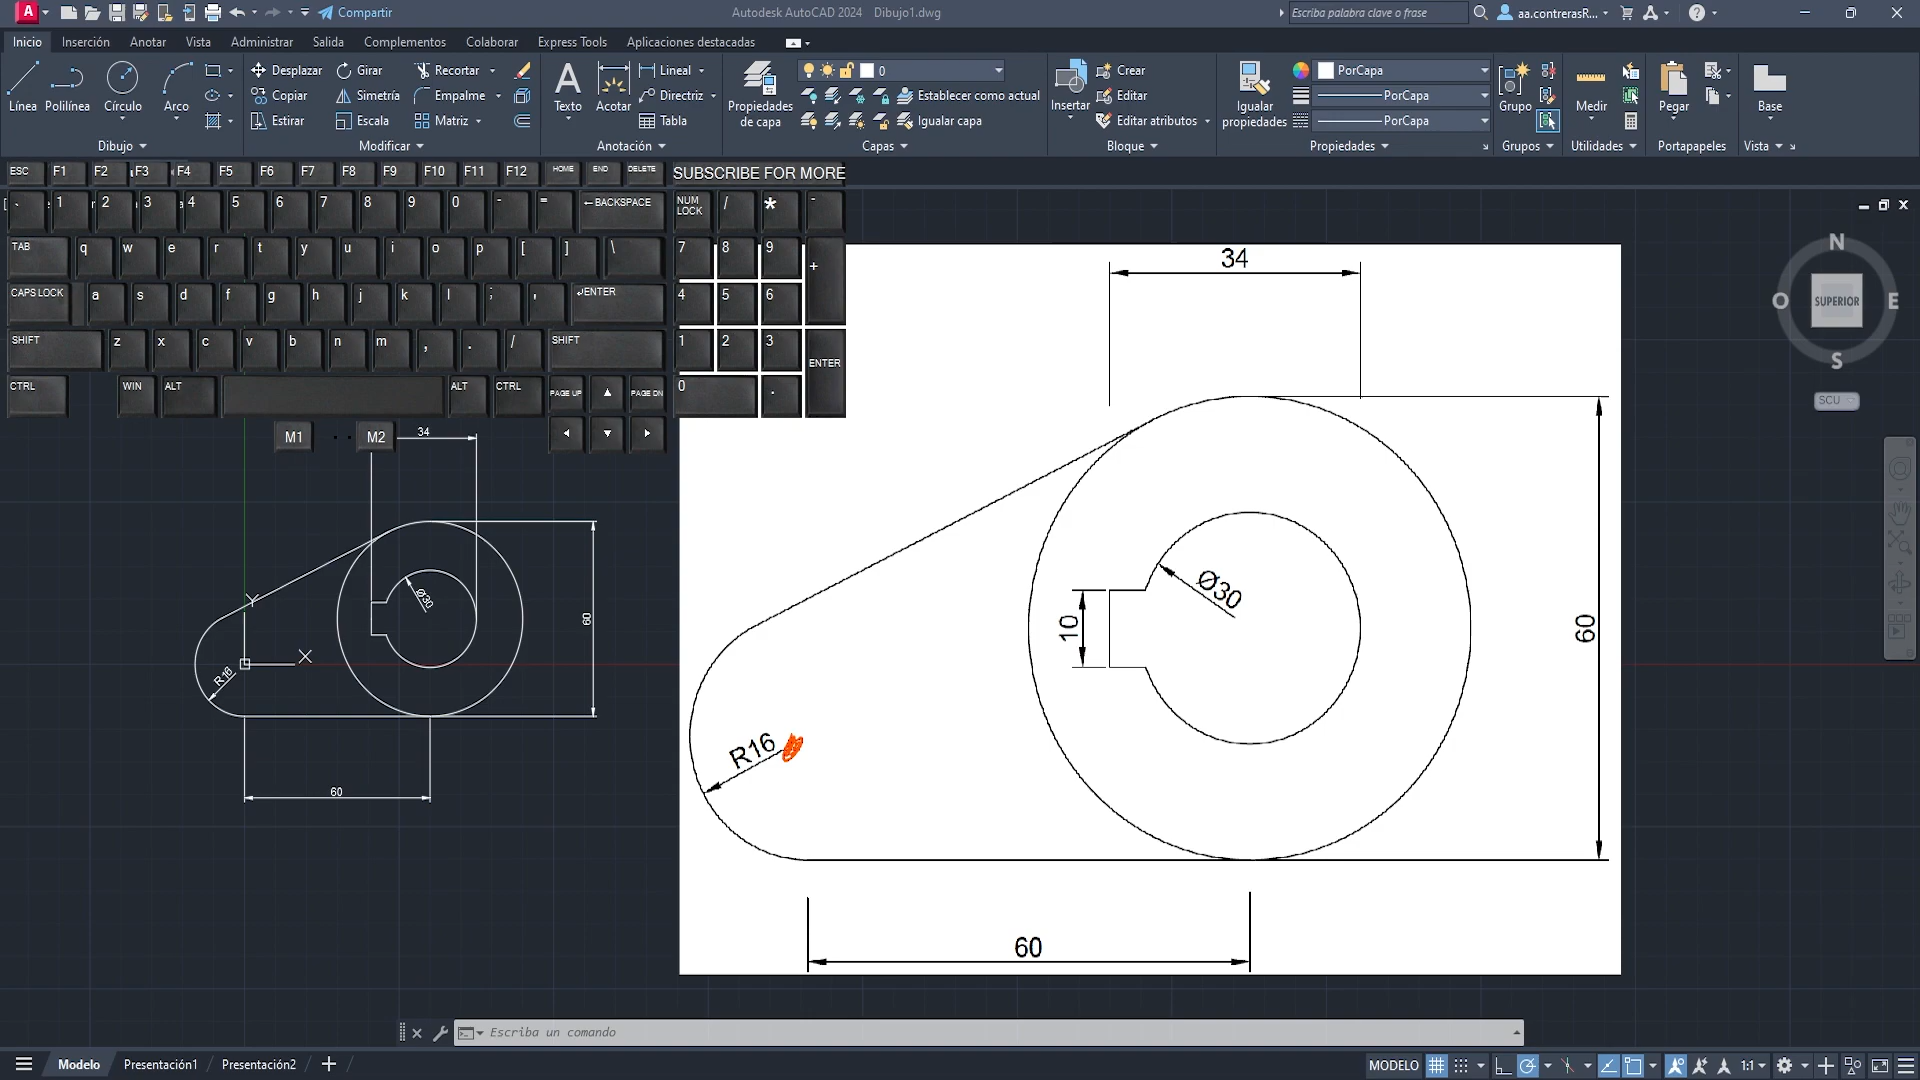 Compartir
Autodesk AutoCAD 2024 Dibujo1.dwg
Escriba palabra clave o frase
aa.contrerasR...
Inicio Inserción Anotar Vista Administrar Salida Complementos Colaborar Express Tools Aplicaciones destacadas
Línea Polilínea Círculo Arco
Desplazar Girar Recortar
Copiar Simetría Empalme
Estirar Escala Matriz
Texto Acotar
Lineal
Directriz
Tabla
Propiedades de capa
0
Establecer como actual
Igualar capa
Insertar
Crear
Editar
Editar atributos
Igualar propiedades
PorCapa
PorCapa
PorCapa
Grupo
Medir
Pegar
Base
Dibujo Modificar Anotación Capas Bloque Propiedades Grupos Utilidades Portapapeles Vista
ESC F1 F2 F3 F4 F5 F6 F7 F8 F9 F10 F11 F12 HOME END DELETE SUBSCRIBE FOR MORE
` 1 2 3 4 5 6 7 8 9 0 - = ←BACKSPACE NUM LOCK / * -
TAB q w e r t y u i o p [ ] \ 7 8 9 +
CAPS LOCK a s d f g h j k l ; ' ↵ENTER 4 5 6
SHIFT z x c v b n m , . / SHIFT 1 2 3 ENTER
CTRL WIN ALT ALT CTRL PAGE UP ▲ PAGE DN 0 .
M1 M2 ◄ ▼ ►
34
Ø30
60
Y
X
R16
60
34
Ø30
10
60
R16
60
N
O SUPERIOR E
S
SCU
Escriba un comando
Modelo Presentación1 Presentación2 +
MODELO 1:1